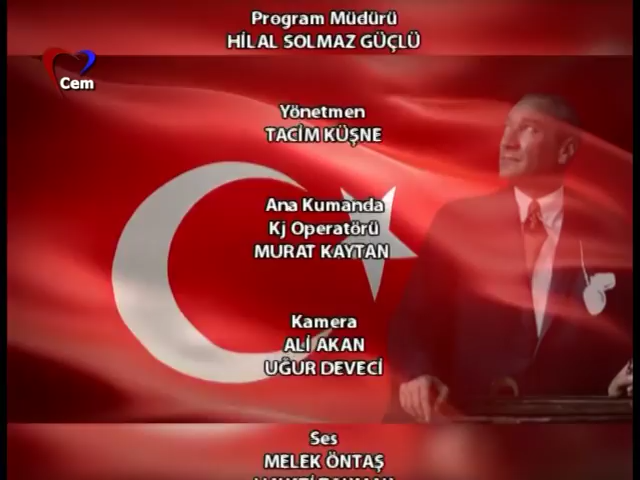 Program Müdürü
HİLAL SOLMAZ GÜÇLÜ
Cem
Yönetmen
TACİM KÜŞNE
Ana Kumanda
Kj Operatörü
MURAT KAYTAN
Kamera
ALİ AKAN
UĞUR DEVECİ
Ses
MELEK ÖNTAŞ